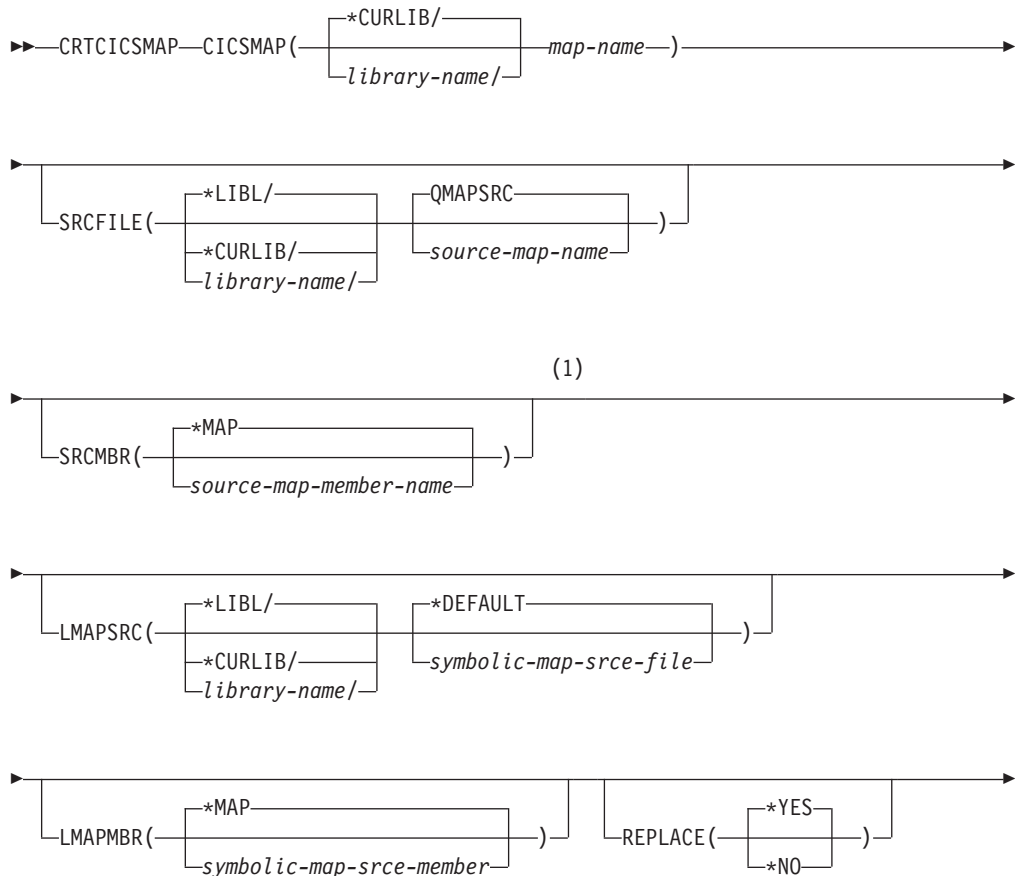 *CURLIB/
CRTCICSMAP CICSMAP( map-name )
library-name/
*LIBL/ QMAPSRC
SRCFILE( )
*CURLIB/ source-map-name
library-name/
(1)
*MAP
SRCMBR( )
source-map-member-name
*LIBL/ *DEFAULT
LMAPSRC( )
*CURLIB/ symbolic-map-srce-file
library-name/
*MAP *YES
LMAPMBR( ) REPLACE( )
symbolic-map-srce-member *NO